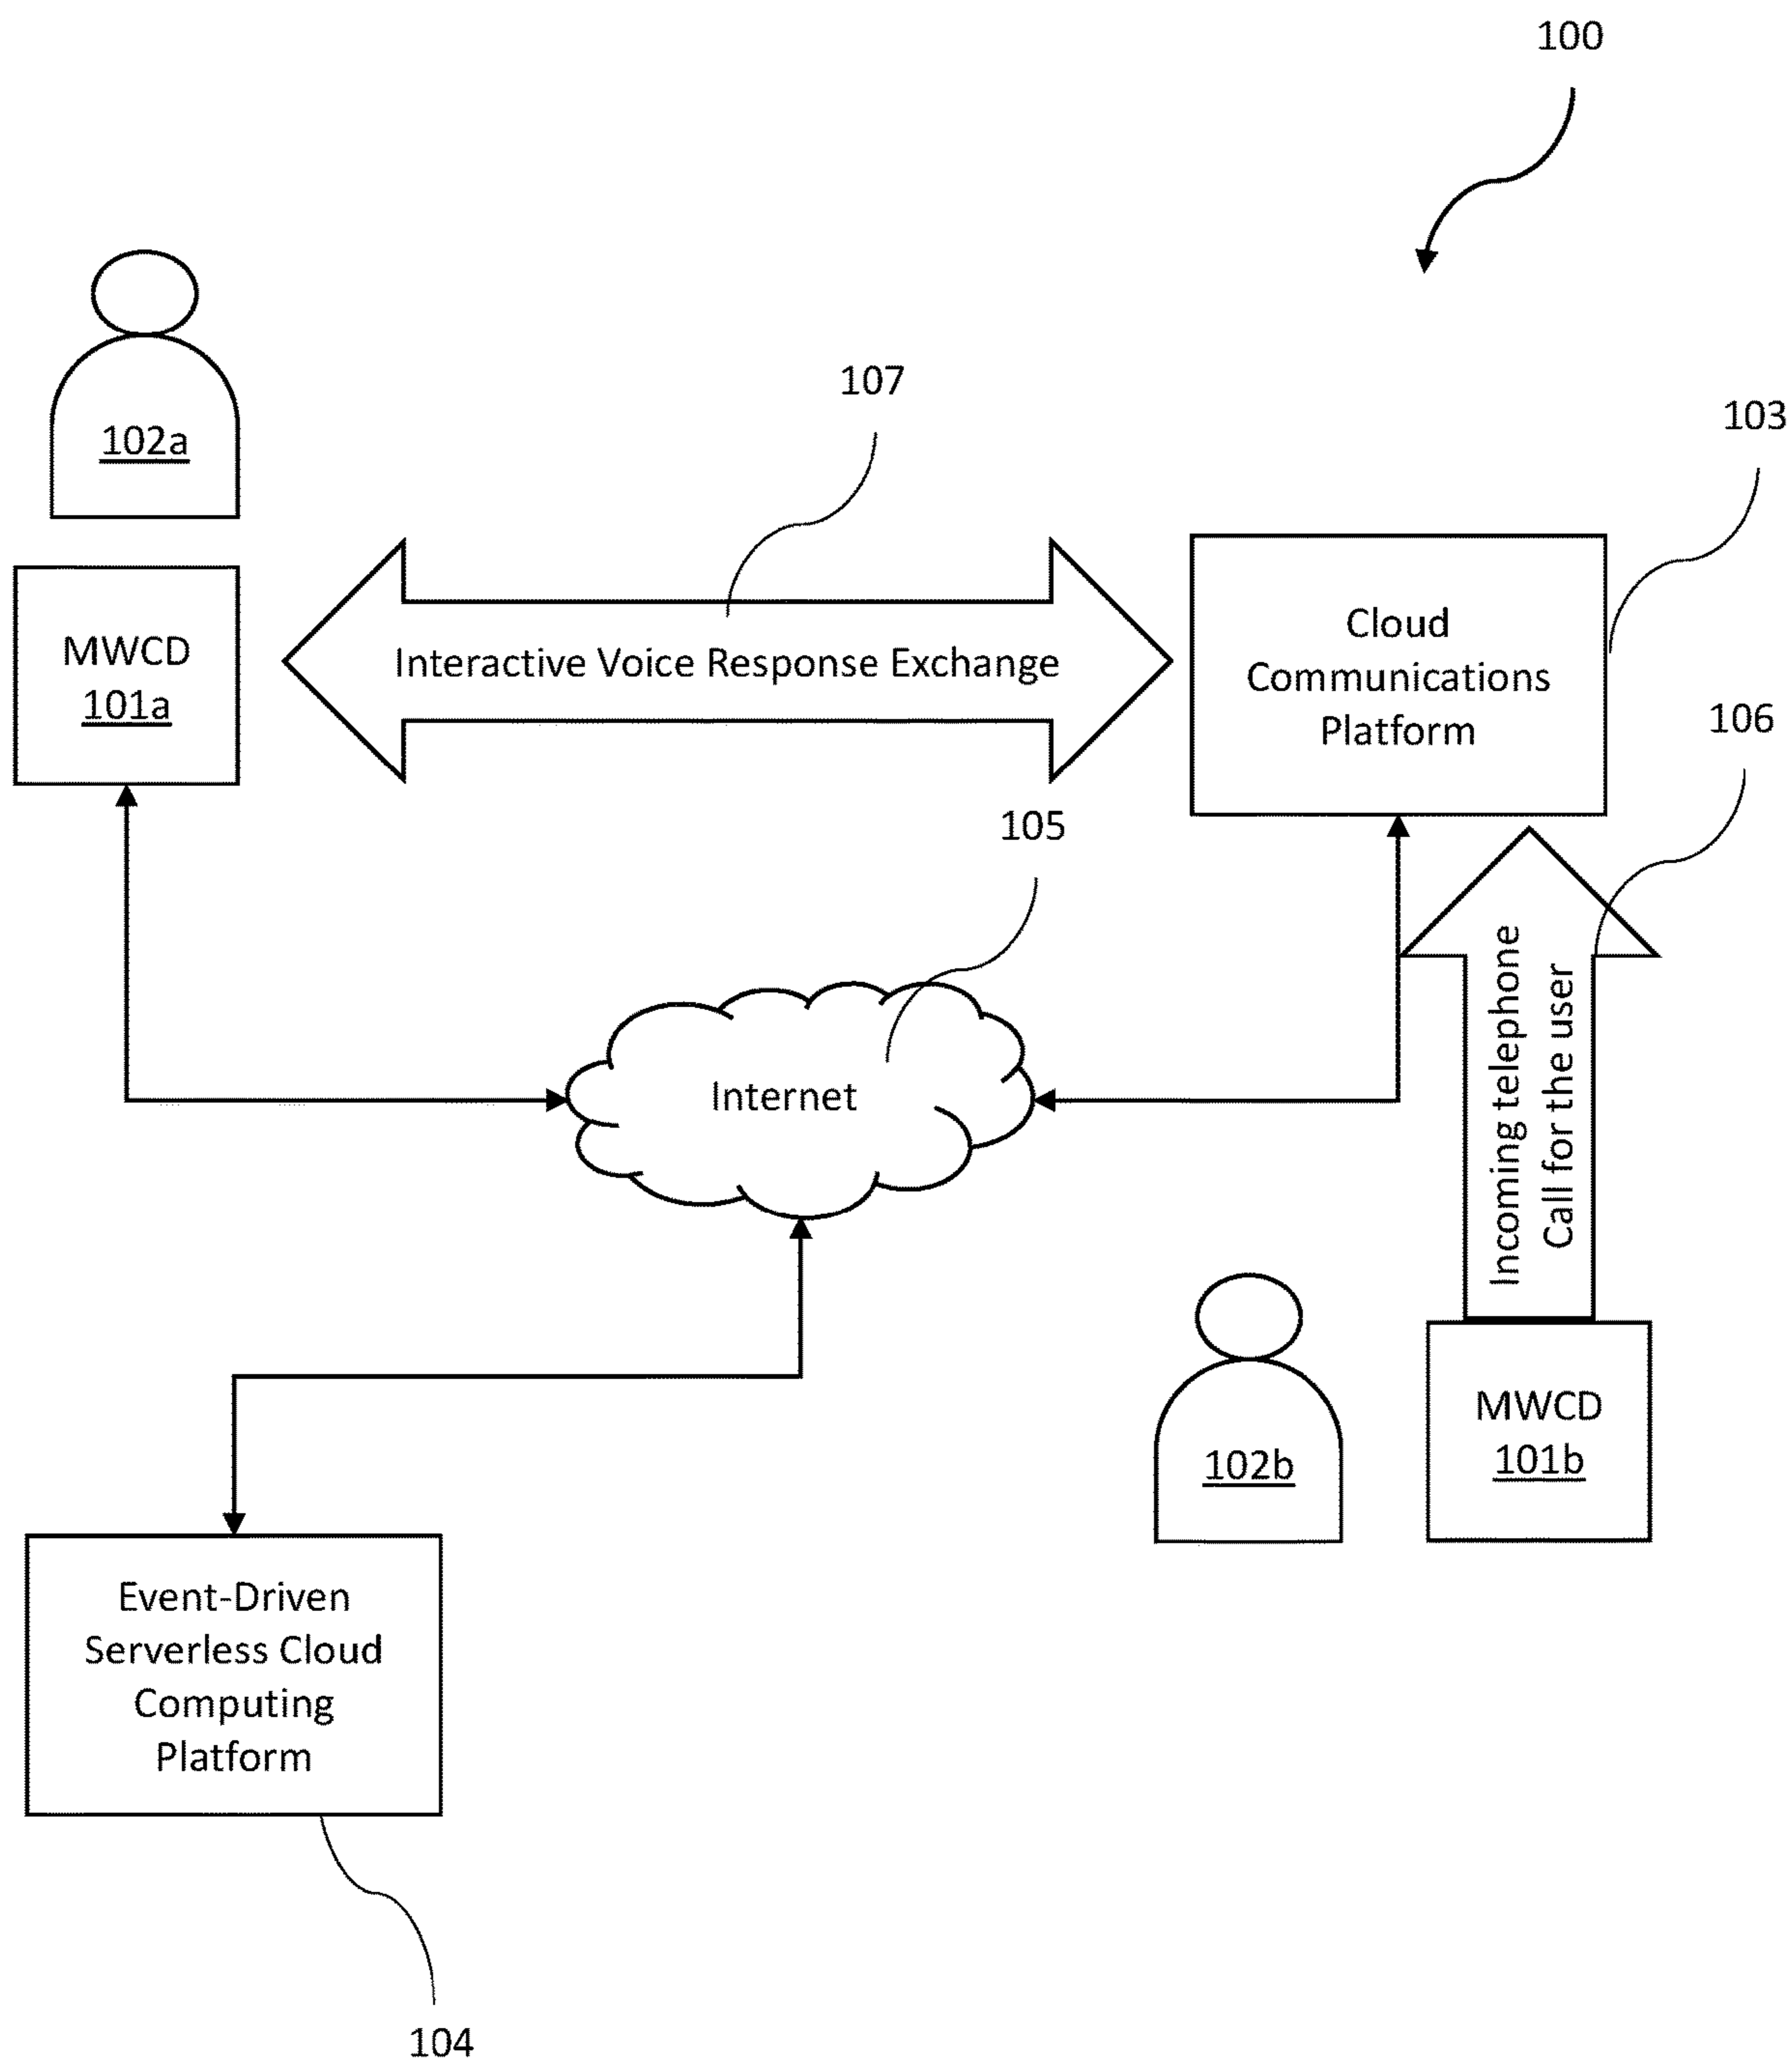 100
102a
107
103
MWCD
101a
Interactive Voice Response Exchange
Cloud
Communications
Platform
106
105
Internet
Incoming telephone
Call for the user
102b
MWCD
101b
Event-Driven
Serverless Cloud
Computing
Platform
104